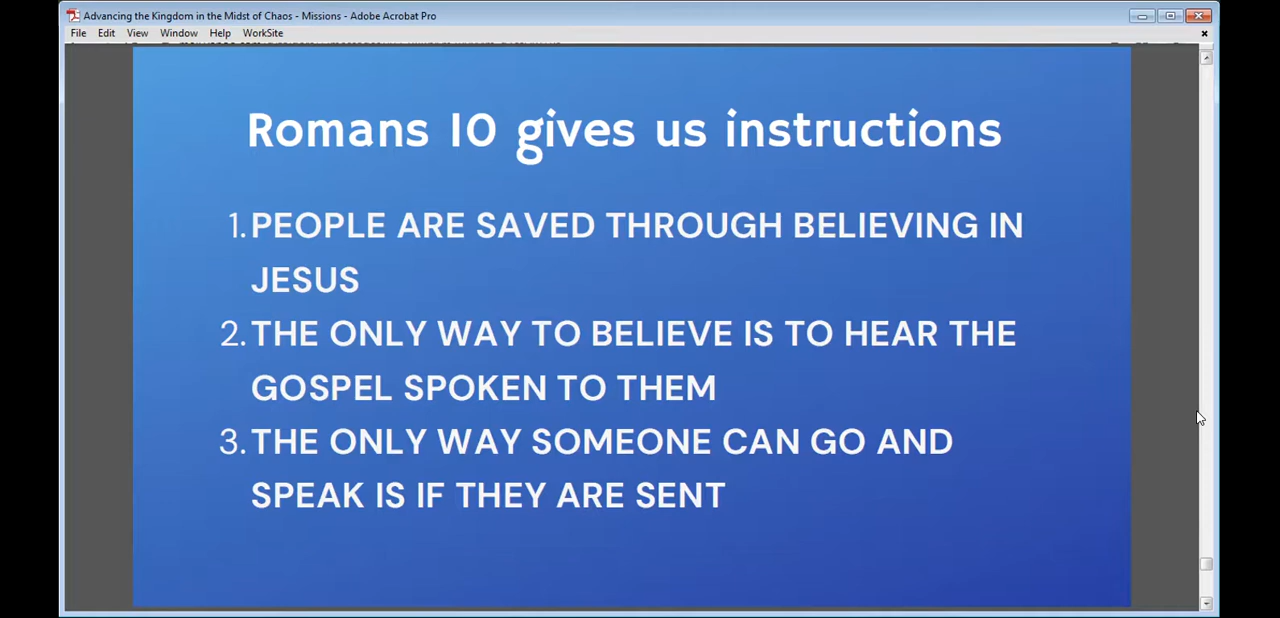 Advancing the Kingdom in the Midst of Chaos - Missions - Adobe Acrobat Pro
File Edit View Window Help WorkSite
Romans 10 gives us instructions
1. PEOPLE ARE SAVED THROUGH BELIEVING IN
JESUS
2. THE ONLY WAY TO BELIEVE IS TO HEAR THE
GOSPEL SPOKEN TO THEM
3. THE ONLY WAY SOMEONE CAN GO AND
SPEAK IS IF THEY ARE SENT